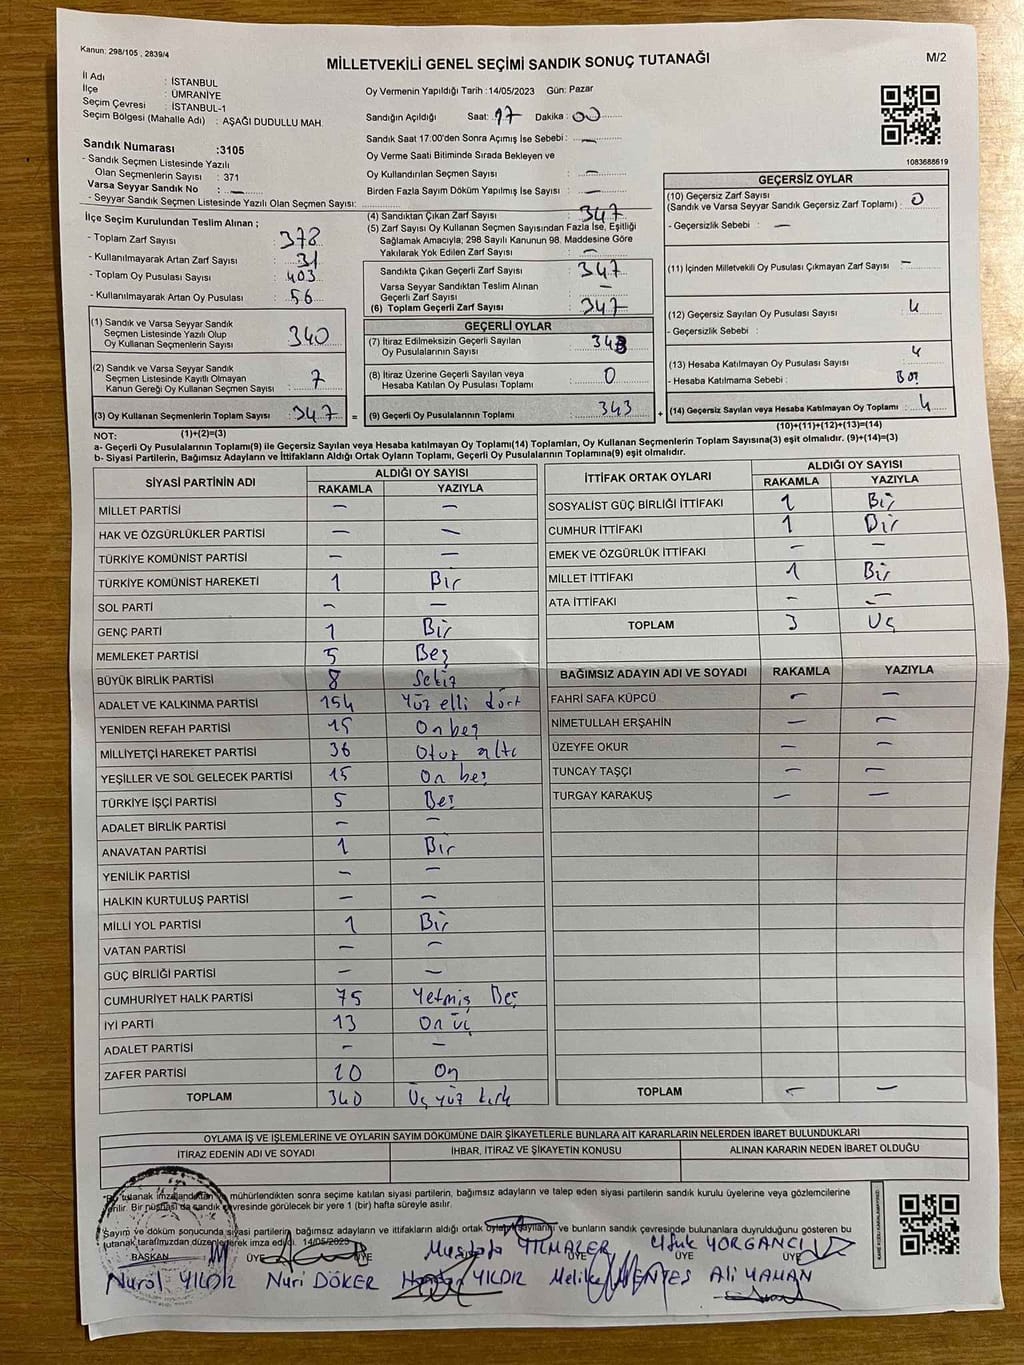 Kanun: 298/105 , 2839/4
MİLLETVEKİLİ GENEL SEÇİMİ SANDIK SONUÇ TUTANAĞI
M/2
İl Adı : İSTANBUL
İlçe : ÜMRANİYE
Seçim Çevresi : İSTANBUL-1
Seçim Bölgesi (Mahalle Adı) : AŞAĞI DUDULLU MAH.
Sandık Numarası :3105
- Sandık Seçmen Listesinde Yazılı
Olan Seçmenlerin Sayısı : 371
Varsa Seyyar Sandık No : —
- Seyyar Sandık Seçmen Listesinde Yazılı Olan Seçmen Sayısı:
Oy Vermenin Yapıldığı Tarih :14/05/2023 Gün: Pazar
Sandığın Açıldığı Saat: 17 Dakika: 00
Sandık Saat 17:00'den Sonra Açımış İse Sebebi : —
Oy Verme Saati Bitiminde Sırada Bekleyen ve
Oy Kullandırılan Seçmen Sayısı : —
Birden Fazla Sayım Döküm Yapılmış İse Sayısı : —
1083688619
İlçe Seçim Kurulundan Teslim Alınan ;
- Toplam Zarf Sayısı : 378
- Kullanılmayarak Artan Zarf Sayısı : 31
- Toplam Oy Pusulası Sayısı : 403
- Kullanılmayarak Artan Oy Pusulası : 56
(1) Sandık ve Varsa Seyyar Sandık
Seçmen Listesinde Yazılı Olup
Oy Kullanan Seçmenlerin Sayısı : 340
(2) Sandık ve Varsa Seyyar Sandık
Seçmen Listesinde Kayıtlı Olmayan
Kanun Gereği Oy Kullanan Seçmen Sayısı : 7
(3) Oy Kullanan Seçmenlerin Toplam Sayısı : 347 =
(1)+(2)=(3)
(4) Sandıktan Çıkan Zarf Sayısı : 347
(5) Zarf Sayısı Oy Kullanan Seçmen Sayısından Fazla İse, Eşitliği
Sağlamak Amacıyla; 298 Sayılı Kanunun 98. Maddesine Göre
Yakılarak Yok Edilen Zarf Sayısı : —
Sandıkta Çıkan Geçerli Zarf Sayısı : 347
Varsa Seyyar Sandıktan Teslim Alınan
Geçerli Zarf Sayısı : —
(6) Toplam Geçerli Zarf Sayısı : 347
GEÇERLİ OYLAR
(7) İtiraz Edilmeksizin Geçerli Sayılan
Oy Pusulalarının Sayısı : 343
(8) İtiraz Üzerine Geçerli Sayılan veya
Hesaba Katılan Oy Pusulası Toplamı : 0
(9) Geçerli Oy Pusulalarının Toplamı : 343 +
GEÇERSİZ OYLAR
(10) Geçersiz Zarf Sayısı
(Sandık ve Varsa Seyyar Sandık Geçersiz Zarf Toplamı) : 0
- Geçersizlik Sebebi : —
(11) İçinden Milletvekili Oy Pusulası Çıkmayan Zarf Sayısı : —
(12) Geçersiz Sayılan Oy Pusulası Sayısı : 4
- Geçersizlik Sebebi :
(13) Hesaba Katılmayan Oy Pusulası Sayısı : 4
- Hesaba Katılmama Sebebi : Boş
(14) Geçersiz Sayılan veya Hesaba Katılmayan Oy Toplamı : 4
(10)+(11)+(12)+(13)=(14)
NOT:
a- Geçerli Oy Pusulalarının Toplamı(9) ile Geçersiz Sayılan veya Hesaba katılmayan Oy Toplamı(14) Toplamları, Oy Kullanan Seçmenlerin Toplam Sayısına(3) eşit olmalıdır. (9)+(14)=(3)
b- Siyasi Partilerin, Bağımsız Adayların ve İttifakların Aldığı Ortak Oyların Toplamı, Geçerli Oy Pusulasının Toplamına(9) eşit olmalıdır.
SİYASİ PARTİNİN ADI ALDIĞI OY SAYISI
RAKAMLA YAZIYLA
MİLLET PARTİSİ — —
HAK VE ÖZGÜRLÜKLER PARTİSİ — —
TÜRKİYE KOMÜNİST PARTİSİ — —
TÜRKİYE KOMÜNİST HAREKETİ 1 Bir
SOL PARTİ — —
GENÇ PARTİ 1 Bir
MEMLEKET PARTİSİ 5 Beş
BÜYÜK BİRLİK PARTİSİ 8 Sekiz
ADALET VE KALKINMA PARTİSİ 154 Yüz elli dört
YENİDEN REFAH PARTİSİ 15 On beş
MİLLİYETÇİ HAREKET PARTİSİ 36 Otuz altı
YEŞİLLER VE SOL GELECEK PARTİSİ 15 On beş
TÜRKİYE İŞÇİ PARTİSİ 5 Beş
ADALET BİRLİK PARTİSİ — —
ANAVATAN PARTİSİ 1 Bir
YENİLİK PARTİSİ — —
HALKIN KURTULUŞ PARTİSİ — —
MİLLİ YOL PARTİSİ 1 Bir
VATAN PARTİSİ — —
GÜÇ BİRLİĞİ PARTİSİ — —
CUMHURİYET HALK PARTİSİ 75 Yetmiş Beş
İYİ PARTİ 13 On üç
ADALET PARTİSİ — —
ZAFER PARTİSİ 10 On
TOPLAM 340 Üç yüz kırk
İTTİFAK ORTAK OYLARI ALDIĞI OY SAYISI
RAKAMLA YAZIYLA
SOSYALİST GÜÇ BİRLİĞİ İTTİFAKI 1 Bir
CUMHUR İTTİFAKI 1 Bir
EMEK VE ÖZGÜRLÜK İTTİFAKI — —
MİLLET İTTİFAKI 1 Bir
ATA İTTİFAKI — —
TOPLAM 3 Üç
BAĞIMSIZ ADAYIN ADI VE SOYADI RAKAMLA YAZIYLA
FAHRİ SAFA KÜPCÜ — —
NİMETULLAH ERŞAHİN — —
ÜZEYFE OKUR — —
TUNCAY TAŞÇI — —
TURGAY KARAKUŞ — —
TOPLAM — —
OYLAMA İŞ VE İŞLEMLERİNE VE OYLARIN SAYIM DÖKÜMÜNE DAİR ŞİKAYETLERLE BUNLARA AİT KARARLARIN NELERDEN İBARET BULUNDUKLARI
İTİRAZ EDENİN ADI VE SOYADI İHBAR, İTİRAZ VE ŞİKAYETİN KONUSU ALINAN KARARIN NEDEN İBARET OLDUĞU
*Bu tutanak imzalandıktan ve mühürlendikten sonra seçime katılan siyasi partilerin, bağımsız adayların ve talep eden siyasi partilerin sandık kurulu üyelerine veya gözlemcilerine
verilir. Bir nüshası da sandık çevresinde görülecek bir yere 1 (bir) hafta süreyle asılır.
Sayım ve döküm sonucunda siyasi partilerin, bağımsız adayların ve ittifakların aldığı ortak oyların sayılarını ve bunların sandık çevresinde bulunanlara duyrulduğunu gösteren bu
tutanak tarafımızdan düzenlenerek imza edildi. 14/05/2023
BAŞKAN ÜYE ÜYE ÜYE ÜYE ÜYE ÜYE
Mustafa YILMAZER Ufuk YORGANCI
Nurol YILDIZ Nuri DÖKER YILDIZ Melike MENTEŞ Ali YAMAN